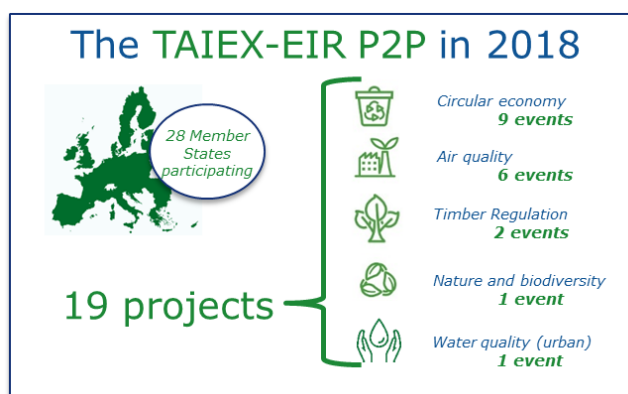 The TAIEX-EIR P2P in 2018
28 Member
States
participating
19 projects
Circular economy
9 events
Air quality
6 events
Timber Regulation
2 events
Nature and biodiversity
1 event
Water quality (urban)
1 event